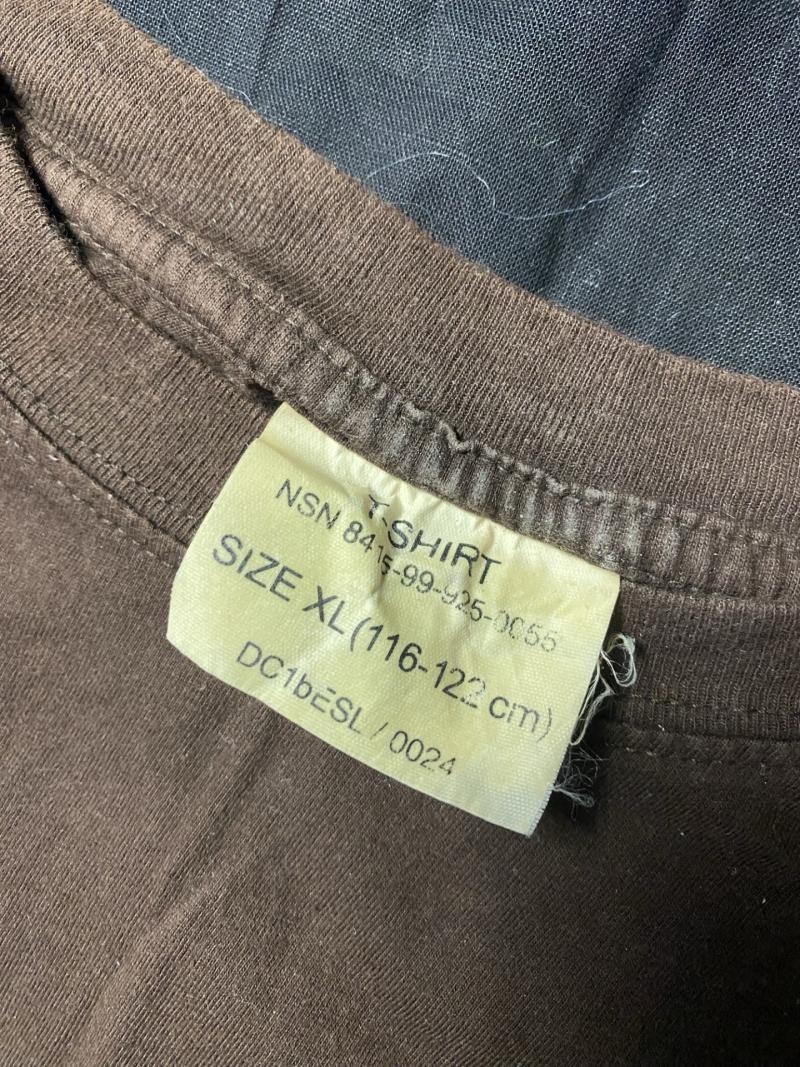 T-SHIRT
NSN 8415-99-925-0055
SIZE XL(116-122 cm)
DC1bESL / 0024